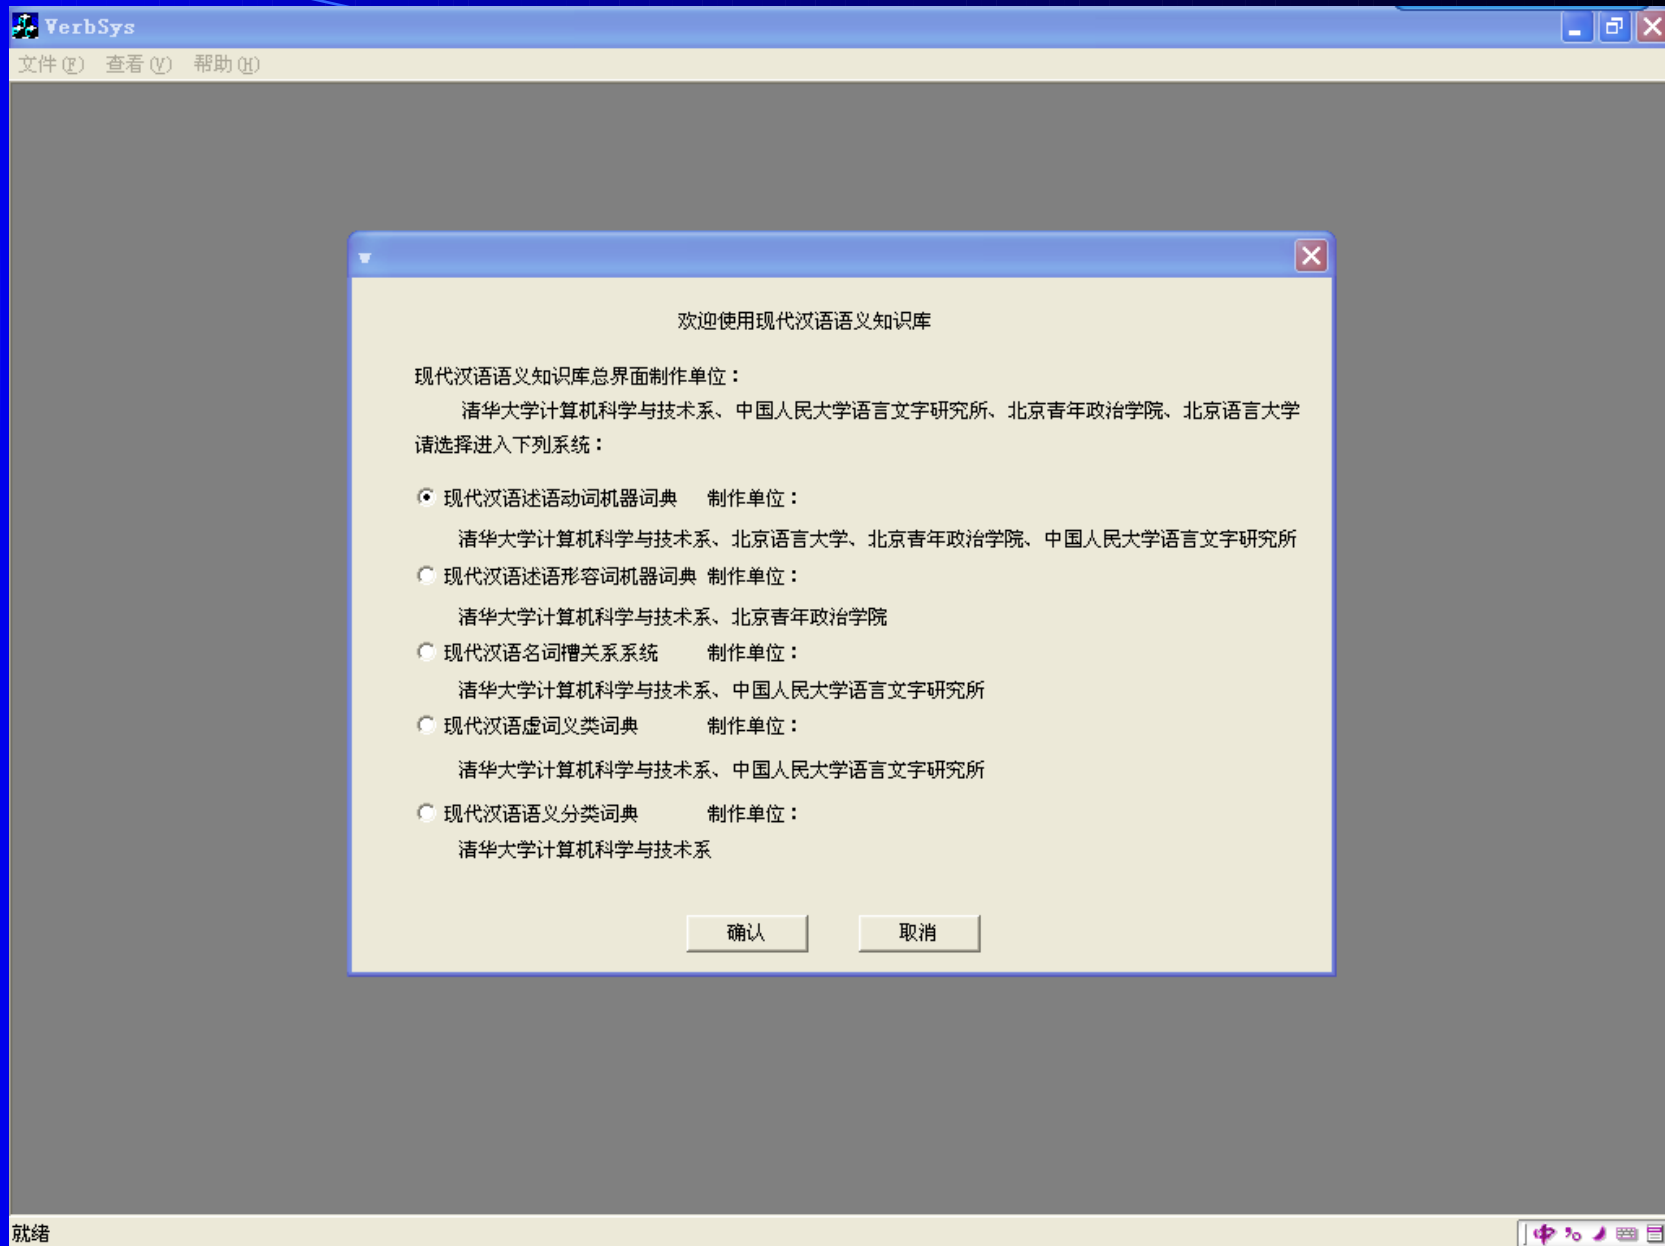 VerbSys
文件(F) 查看(V) 帮助(H)
欢迎使用现代汉语语义知识库
现代汉语语义知识库总界面制作单位：
清华大学计算机科学与技术系、中国人民大学语言文字研究所、北京青年政治学院、北京语言大学
请选择进入下列系统：
现代汉语述语动词机器词典 制作单位：
清华大学计算机科学与技术系、北京语言大学、北京青年政治学院、中国人民大学语言文字研究所
现代汉语述语形容词机器词典 制作单位：
清华大学计算机科学与技术系、北京青年政治学院
现代汉语名词槽关系系统 制作单位：
清华大学计算机科学与技术系、中国人民大学语言文字研究所
现代汉语虚词义类词典 制作单位：
清华大学计算机科学与技术系、中国人民大学语言文字研究所
现代汉语语义分类词典 制作单位：
清华大学计算机科学与技术系
确认 取消
就绪 中